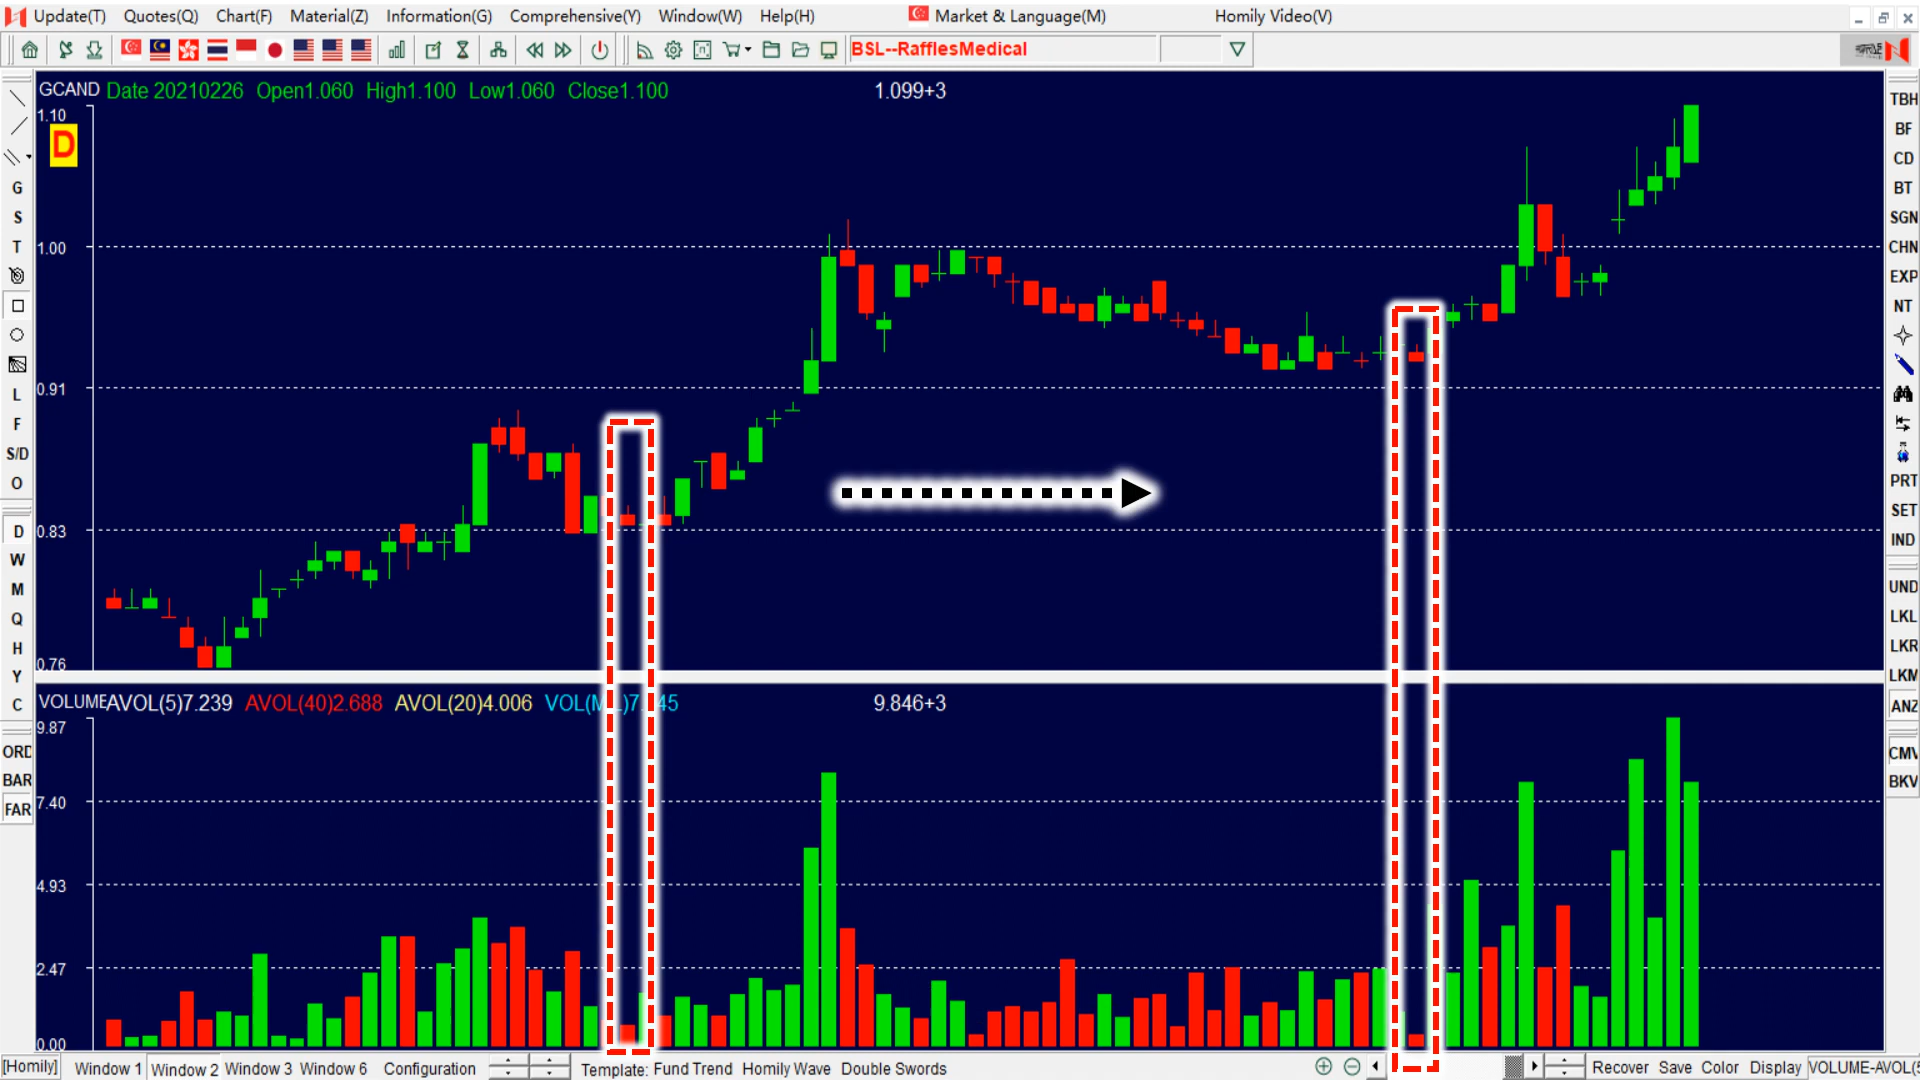 Update(T) Quotes(Q) Chart(F) Material(Z) Information(G) Comprehensive(Y) Window(W) Help(H) Market & Language(M) Homily Video(V)
BSL--RafflesMedical
GCAND Date 20210226 Open1.060 High1.100 Low1.060 Close1.100 1.099+3
1.10
D
1.00
0.91
0.83
0.76
VOLUMEAVOL(5)7.239 AVOL(40)2.688 AVOL(20)4.006 VOL(M 9.846+3
9.87
7.40
4.93
2.47
0.00
G
S
T
L
F
S/D
O
D
W
M
Q
H
Y
C
ORD
BAR
FAR
TBH
BF
CD
BT
SGN
CHN
EXP
NT
PRT
SET
IND
UND
LKL
LKR
LKM
ANZ
CMV
BKV
[Homily] Window 1 Window 2 Window 3 Window 6 Configuration Template: Fund Trend Homily Wave Double Swords Recover Save Color Display VOLUME-AVOL(5